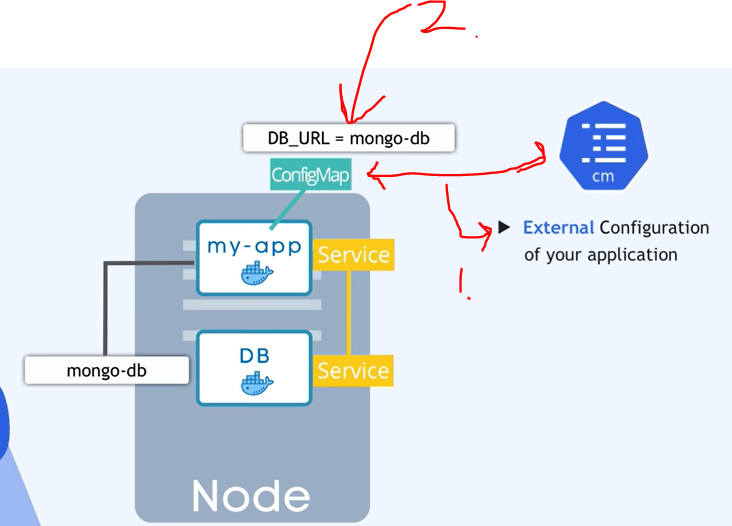 2.
DB_URL = mongo-db
ConfigMap
cm
my-app
Service
External Configuration
of your application
1.
DB
mongo-db
Service
Node